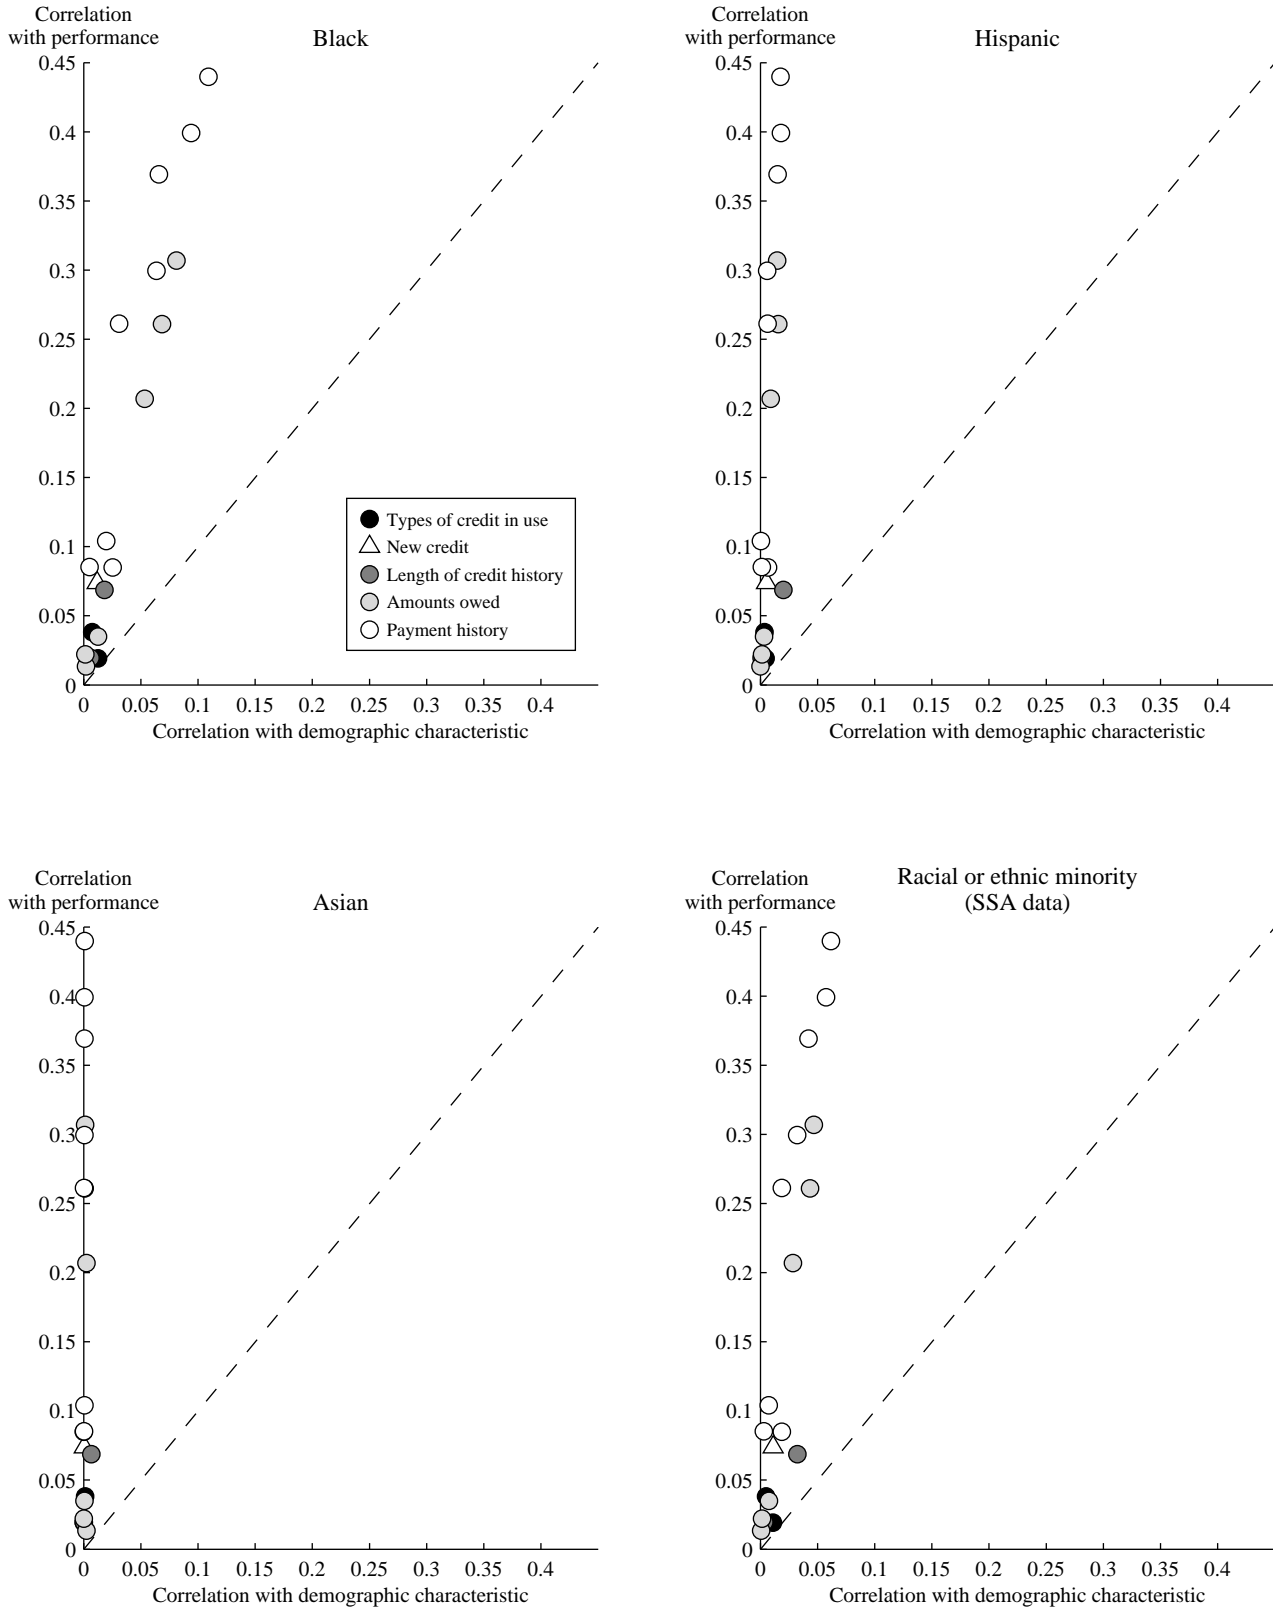 Correlation
with performance
Black
0.45
0.4
0.35
0.3
0.25
0.2
0.15
0.1
0.05
0
Types of credit in use
New credit
Length of credit history
Amounts owed
Payment history
0 0.05 0.1 0.15 0.2 0.25 0.3 0.35 0.4
Correlation with demographic characteristic
Correlation
with performance
Hispanic
0.45
0.4
0.35
0.3
0.25
0.2
0.15
0.1
0.05
0
0 0.05 0.1 0.15 0.2 0.25 0.3 0.35 0.4
Correlation with demographic characteristic
Correlation
with performance
Asian
0.45
0.4
0.35
0.3
0.25
0.2
0.15
0.1
0.05
0
0 0.05 0.1 0.15 0.2 0.25 0.3 0.35 0.4
Correlation with demographic characteristic
Correlation
with performance
Racial or ethnic minority
(SSA data)
0.45
0.4
0.35
0.3
0.25
0.2
0.15
0.1
0.05
0
0 0.05 0.1 0.15 0.2 0.25 0.3 0.35 0.4
Correlation with demographic characteristic